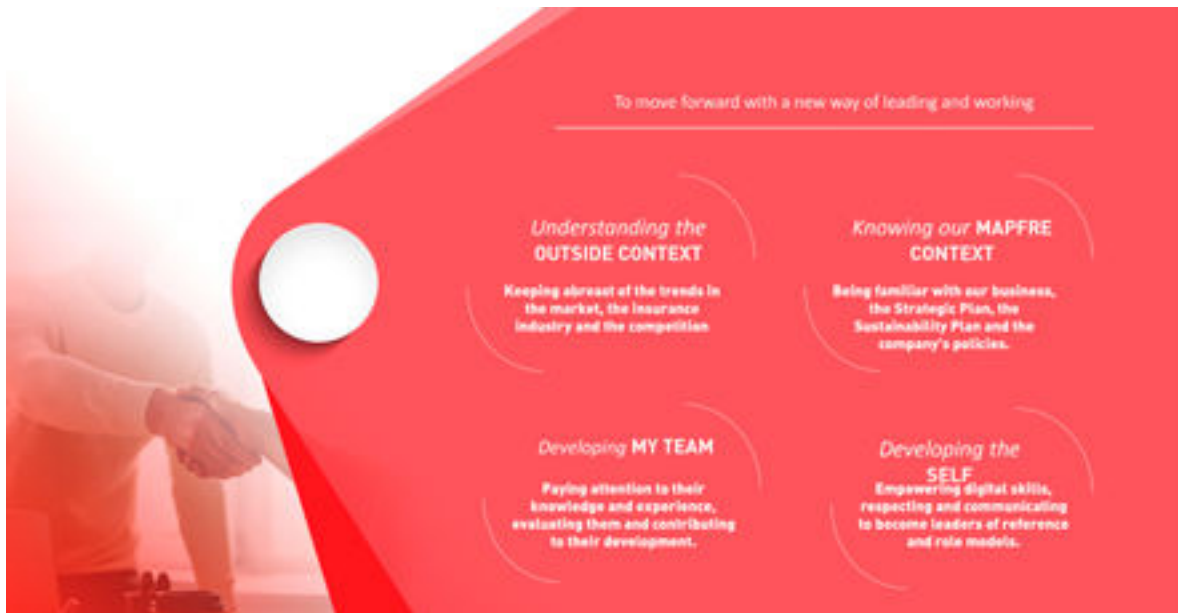 To move forward with a new way of leading and working
Understanding the
OUTSIDE CONTEXT
Keeping abreast of the trends in
the market, the insurance
industry and the competition
Knowing our MAPFRE
CONTEXT
Being familiar with our business,
the Strategic Plan, the
Sustainability Plan and the
company's policies.
Developing MY TEAM
Paying attention to their
knowledge and experience,
evaluating them and contributing
to their development.
Developing the
SELF
Empowering digital skills,
respecting and communicating
to become leaders of reference
and role models.